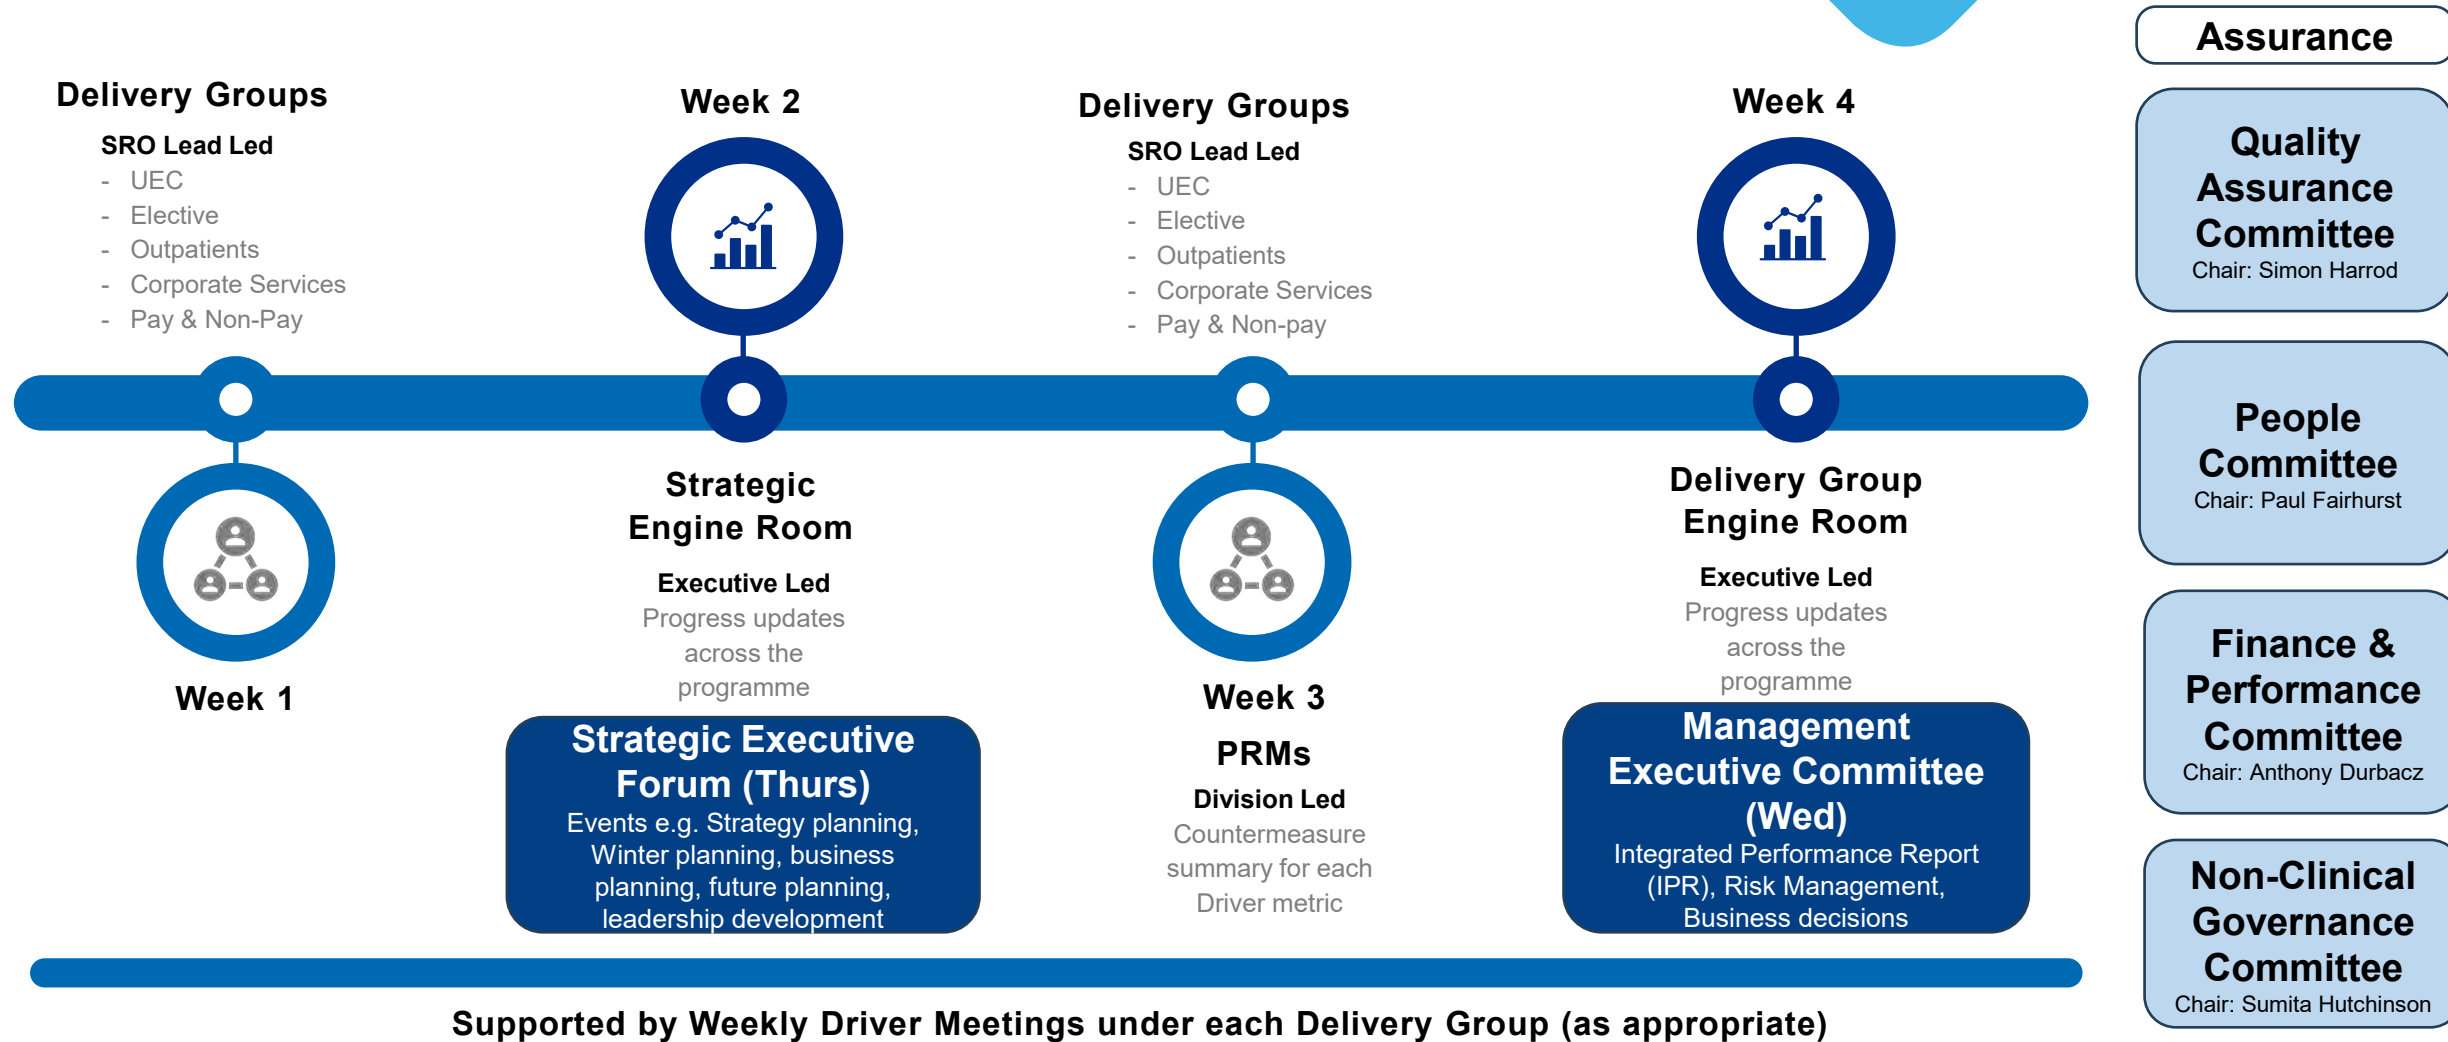 Delivery Groups
SRO Lead Led
- UEC
- Elective
- Outpatients
- Corporate Services
- Pay & Non-Pay
Week 1
Week 2
Strategic
Engine Room
Executive Led
Progress updates
across the
programme
Strategic Executive
Forum (Thurs)
Events e.g. Strategy planning,
Winter planning, business
planning, future planning,
leadership development
Delivery Groups
SRO Lead Led
- UEC
- Elective
- Outpatients
- Corporate Services
- Pay & Non-pay
Week 3
PRMs
Division Led
Countermeasure
summary for each
Driver metric
Week 4
Delivery Group
Engine Room
Executive Led
Progress updates
across the
programme
Management
Executive Committee
(Wed)
Integrated Performance Report
(IPR), Risk Management,
Business decisions
Supported by Weekly Driver Meetings under each Delivery Group (as appropriate)
Assurance
Quality
Assurance
Committee
Chair: Simon Harrod
People
Committee
Chair: Paul Fairhurst
Finance &
Performance
Committee
Chair: Anthony Durbacz
Non-Clinical
Governance
Committee
Chair: Sumita Hutchinson